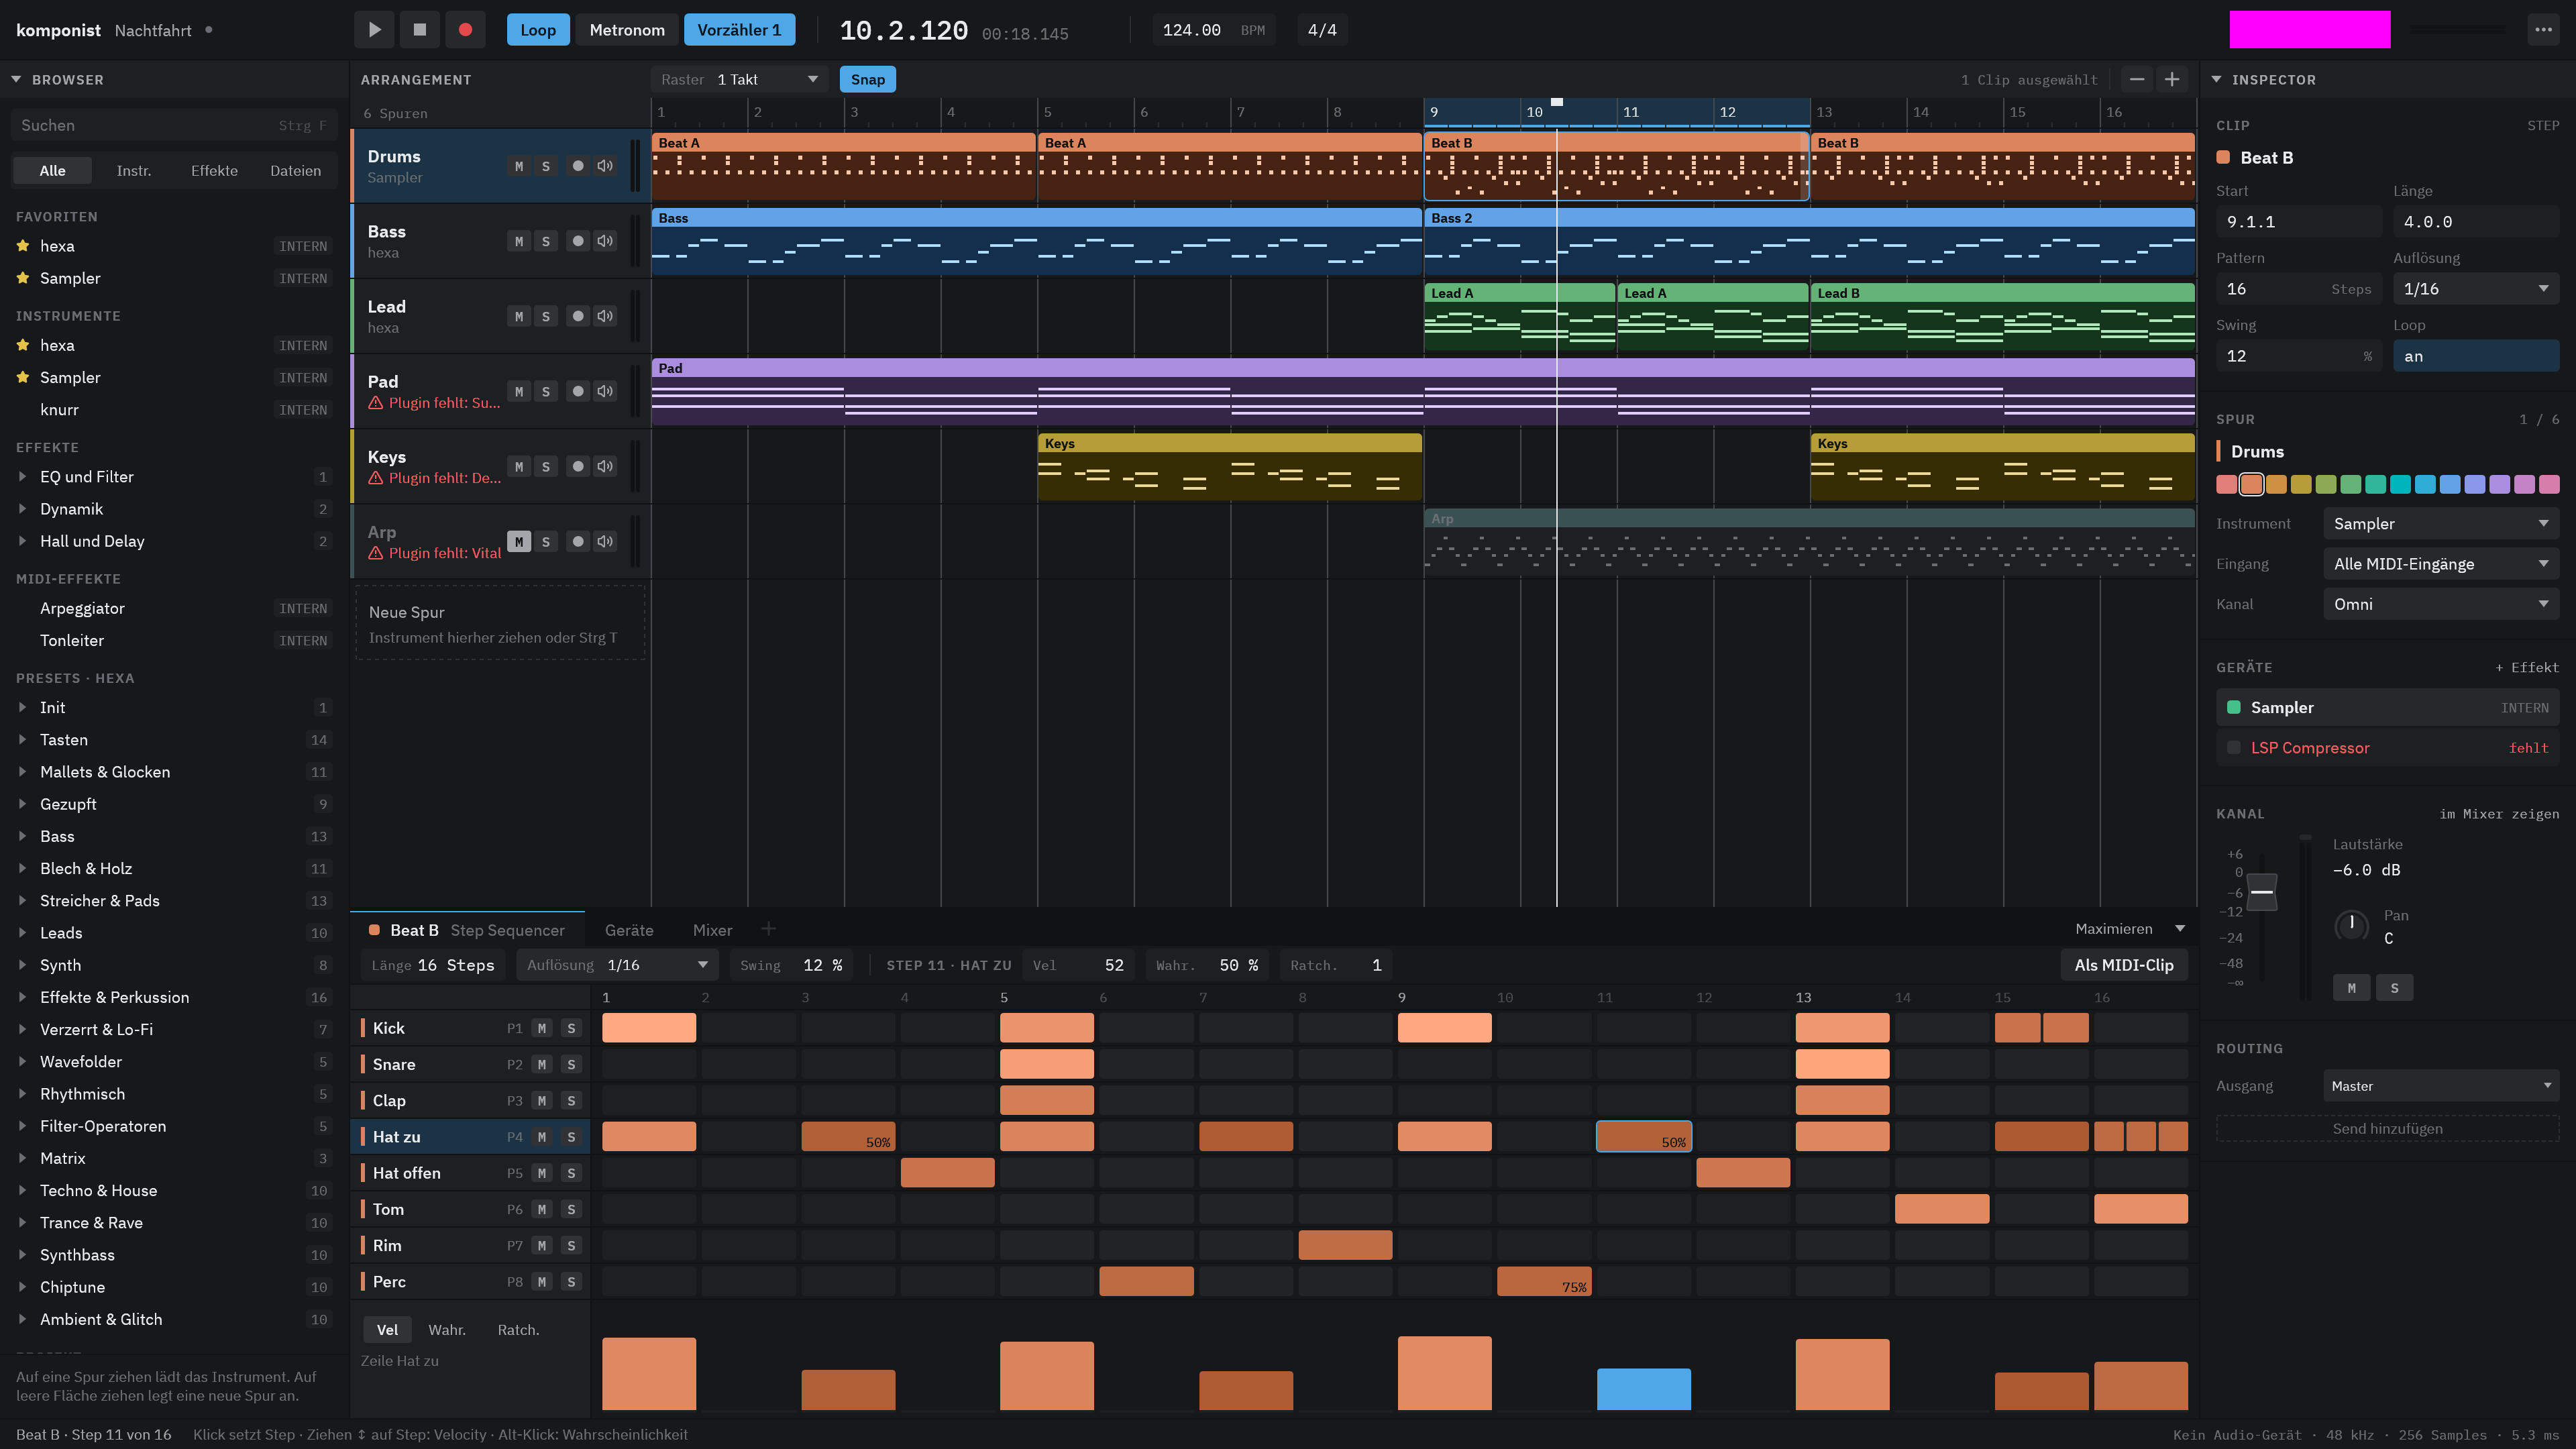 komponist Nachtfahrt
Loop Metronom Vorzähler 1 10.2.120 00:18.145 124.00 BPM 4/4
BROWSER
Suchen Strg F
Alle Instr. Effekte Dateien
FAVORITEN
hexa INTERN
Sampler INTERN
INSTRUMENTE
hexa INTERN
Sampler INTERN
knurr INTERN
EFFEKTE
EQ und Filter 1
Dynamik 2
Hall und Delay 2
MIDI-EFFEKTE
Arpeggiator INTERN
Tonleiter INTERN
PRESETS · HEXA
Init 1
Tasten 14
Mallets & Glocken 11
Gezupft 9
Bass 13
Blech & Holz 11
Streicher & Pads 13
Leads 10
Synth 8
Effekte & Perkussion 16
Verzerrt & Lo-Fi 7
Wavefolder 5
Rhythmisch 5
Filter-Operatoren 5
Matrix 3
Techno & House 10
Trance & Rave 10
Synthbass 10
Chiptune 10
Ambient & Glitch 10
Auf eine Spur ziehen lädt das Instrument. Auf
leere Fläche ziehen legt eine neue Spur an.
ARRANGEMENT Raster 1 Takt Snap 1 Clip ausgewählt
6 Spuren 1 2 3 4 5 6 7 8 9 10 11 12 13 14 15 16
Drums M S
Sampler
Beat A Beat A Beat B Beat B
Bass M S
hexa
Bass Bass 2
Lead M S
hexa
Lead A Lead A Lead B
Pad M S
Plugin fehlt: Su...
Pad
Keys M S
Plugin fehlt: De...
Keys Keys
Arp M S
Plugin fehlt: Vital
Arp
Neue Spur
Instrument hierher ziehen oder Strg T
Beat B Step Sequencer Geräte Mixer Maximieren
Länge 16 Steps Auflösung 1/16 Swing 12 % STEP 11 · HAT ZU Vel 52 Wahr. 50 % Ratch. 1 Als MIDI-Clip
1 2 3 4 5 6 7 8 9 10 11 12 13 14 15 16
Kick P1 M S
Snare P2 M S
Clap P3 M S
Hat zu P4 M S 50% 50%
Hat offen P5 M S
Tom P6 M S
Rim P7 M S
Perc P8 M S 75%
Vel Wahr. Ratch.
Zeile Hat zu
INSPECTOR
CLIP STEP
Beat B
Start Länge
9.1.1 4.0.0
Pattern Auflösung
16 Steps 1/16
Swing Loop
12 % an
SPUR 1 / 6
Drums
Instrument Sampler
Eingang Alle MIDI-Eingänge
Kanal Omni
GERÄTE + Effekt
Sampler INTERN
LSP Compressor fehlt
KANAL im Mixer zeigen
+6
0
−6
−12
−24
−48
−∞
Lautstärke
−6.0 dB
Pan
C
M S
ROUTING
Ausgang Master
Send hinzufügen
Beat B · Step 11 von 16 Klick setzt Step · Ziehen ↕ auf Step: Velocity · Alt-Klick: Wahrscheinlichkeit
Kein Audio-Gerät · 48 kHz · 256 Samples · 5.3 ms